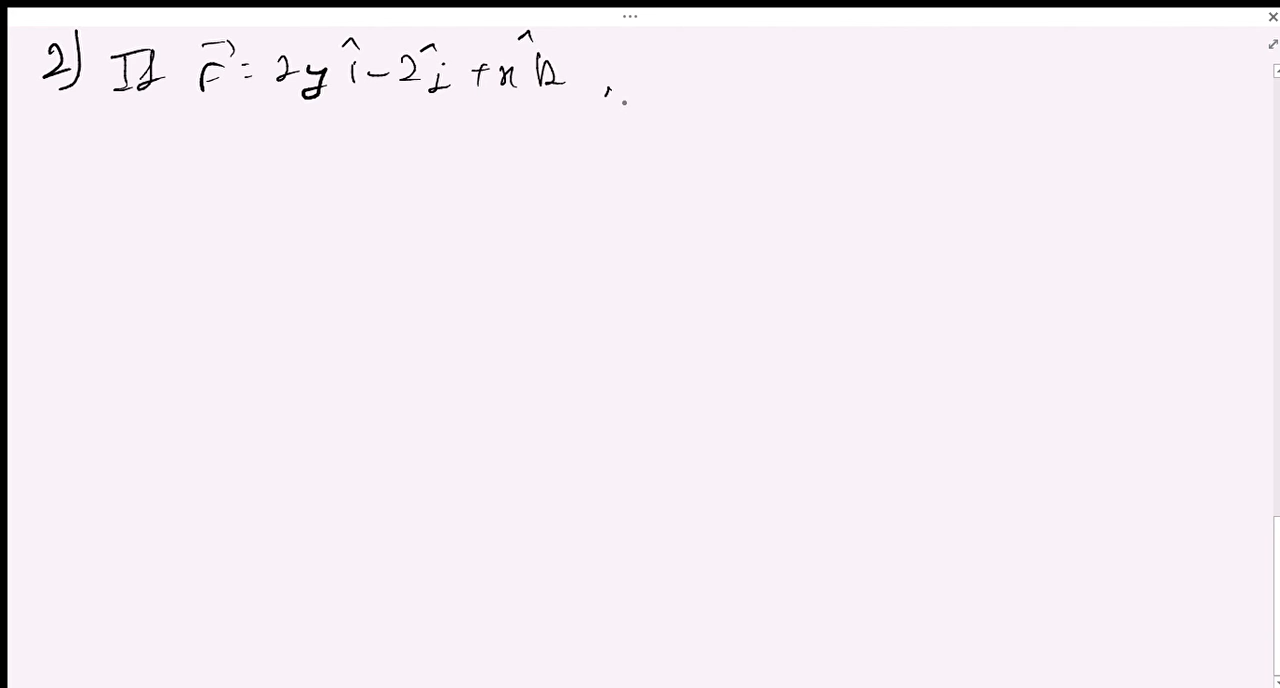 2) If F⃗ = 2y î - 2 ĵ + x k̂ ,